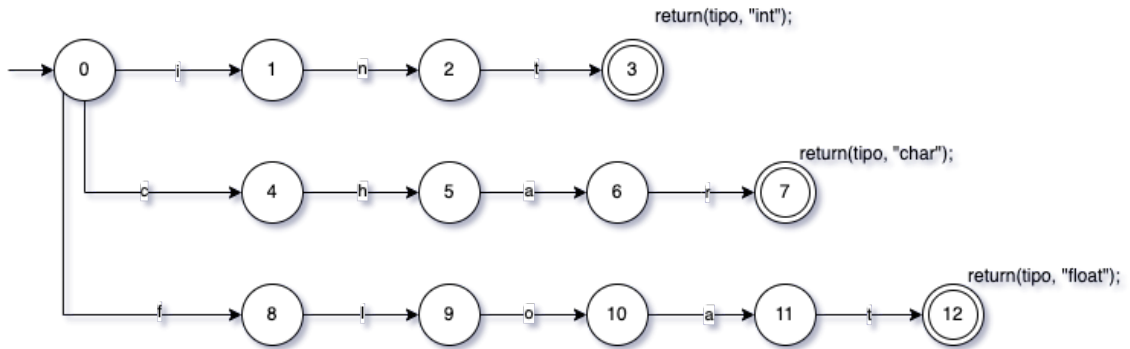 return(tipo, "int");
0 i 1 n 2 t 3
return(tipo, "char");
c 4 h 5 a 6 r 7
return(tipo, "float");
f 8 l 9 o 10 a 11 t 12